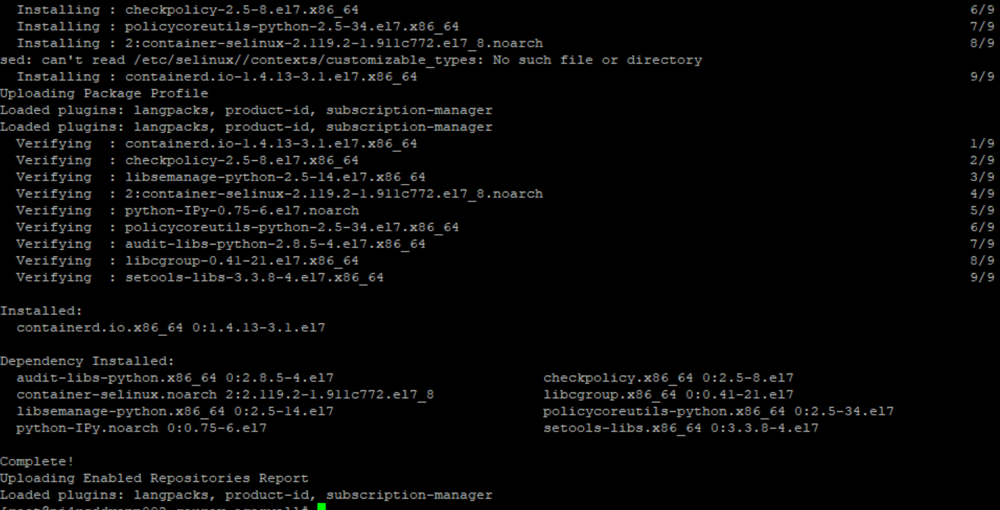 Installing : checkpolicy-2.5-8.el7.x86_64 6/9
Installing : policycoreutils-python-2.5-34.el7.x86_64 7/9
Installing : 2:container-selinux-2.119.2-1.911c772.el7_8.noarch 8/9
sed: can't read /etc/selinux//contexts/customizable_types: No such file or directory
Installing : containerd.io-1.4.13-3.1.el7.x86_64 9/9
Uploading Package Profile
Loaded plugins: langpacks, product-id, subscription-manager
Loaded plugins: langpacks, product-id, subscription-manager
Verifying : containerd.io-1.4.13-3.1.el7.x86_64 1/9
Verifying : checkpolicy-2.5-8.el7.x86_64 2/9
Verifying : libsemanage-python-2.5-14.el7.x86_64 3/9
Verifying : 2:container-selinux-2.119.2-1.911c772.el7_8.noarch 4/9
Verifying : python-IPy-0.75-6.el7.noarch 5/9
Verifying : policycoreutils-python-2.5-34.el7.x86_64 6/9
Verifying : audit-libs-python-2.8.5-4.el7.x86_64 7/9
Verifying : libcgroup-0.41-21.el7.x86_64 8/9
Verifying : setools-libs-3.3.8-4.el7.x86_64 9/9
Installed:
containerd.io.x86_64 0:1.4.13-3.1.el7
Dependency Installed:
audit-libs-python.x86_64 0:2.8.5-4.el7 checkpolicy.x86_64 0:2.5-8.el7
container-selinux.noarch 2:2.119.2-1.911c772.el7_8 libcgroup.x86_64 0:0.41-21.el7
libsemanage-python.x86_64 0:2.5-14.el7 policycoreutils-python.x86_64 0:2.5-34.el7
python-IPy.noarch 0:0.75-6.el7 setools-libs.x86_64 0:3.3.8-4.el7
Complete!
Uploading Enabled Repositories Report
Loaded plugins: langpacks, product-id, subscription-manager